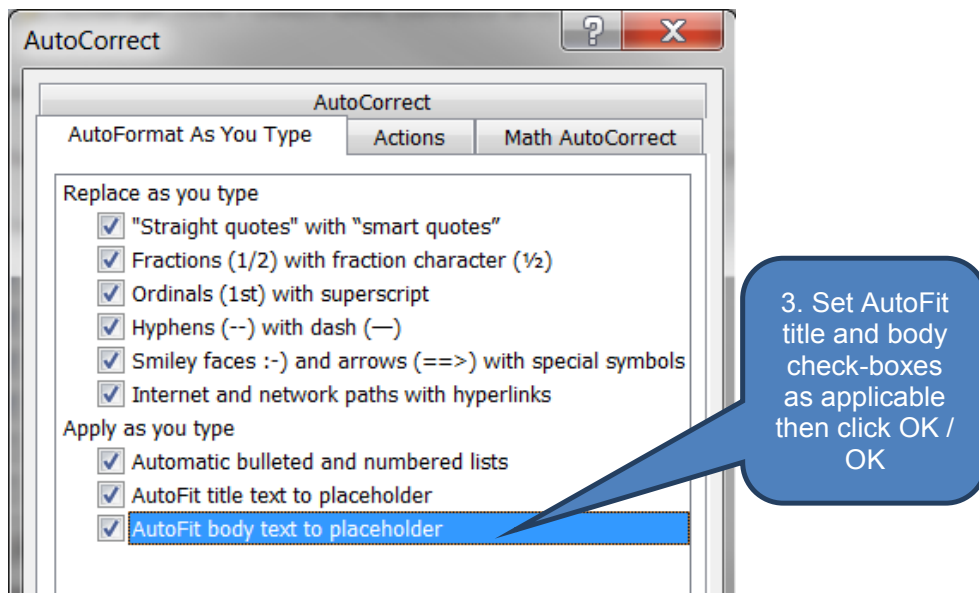 AutoCorrect
AutoCorrect
AutoFormat As You Type
Actions
Math AutoCorrect
Replace as you type
"Straight quotes" with “smart quotes”
Fractions (1/2) with fraction character (½)
Ordinals (1st) with superscript
Hyphens (--) with dash (—)
Smiley faces :-) and arrows (==>) with special symbols
Internet and network paths with hyperlinks
Apply as you type
Automatic bulleted and numbered lists
AutoFit title text to placeholder
AutoFit body text to placeholder
3. Set AutoFit
title and body
check-boxes
as applicable
then click OK /
OK